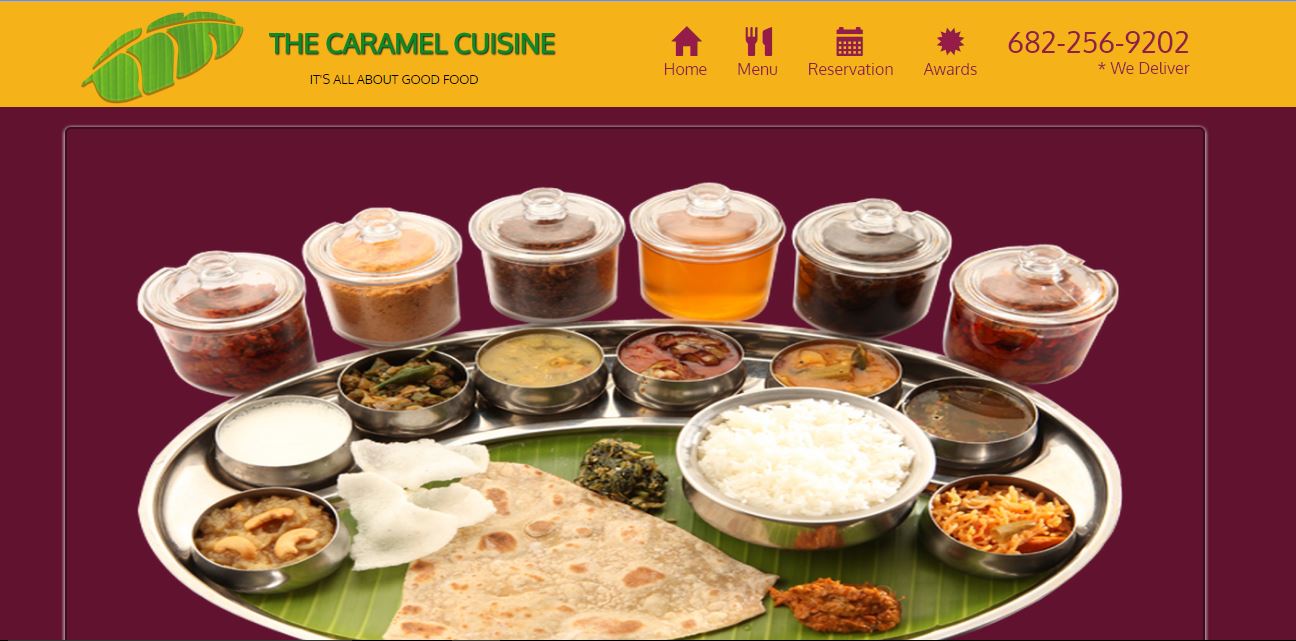 THE CARAMEL CUISINE
IT'S ALL ABOUT GOOD FOOD
Home
Menu
Reservation
Awards
682-256-9202
* We Deliver